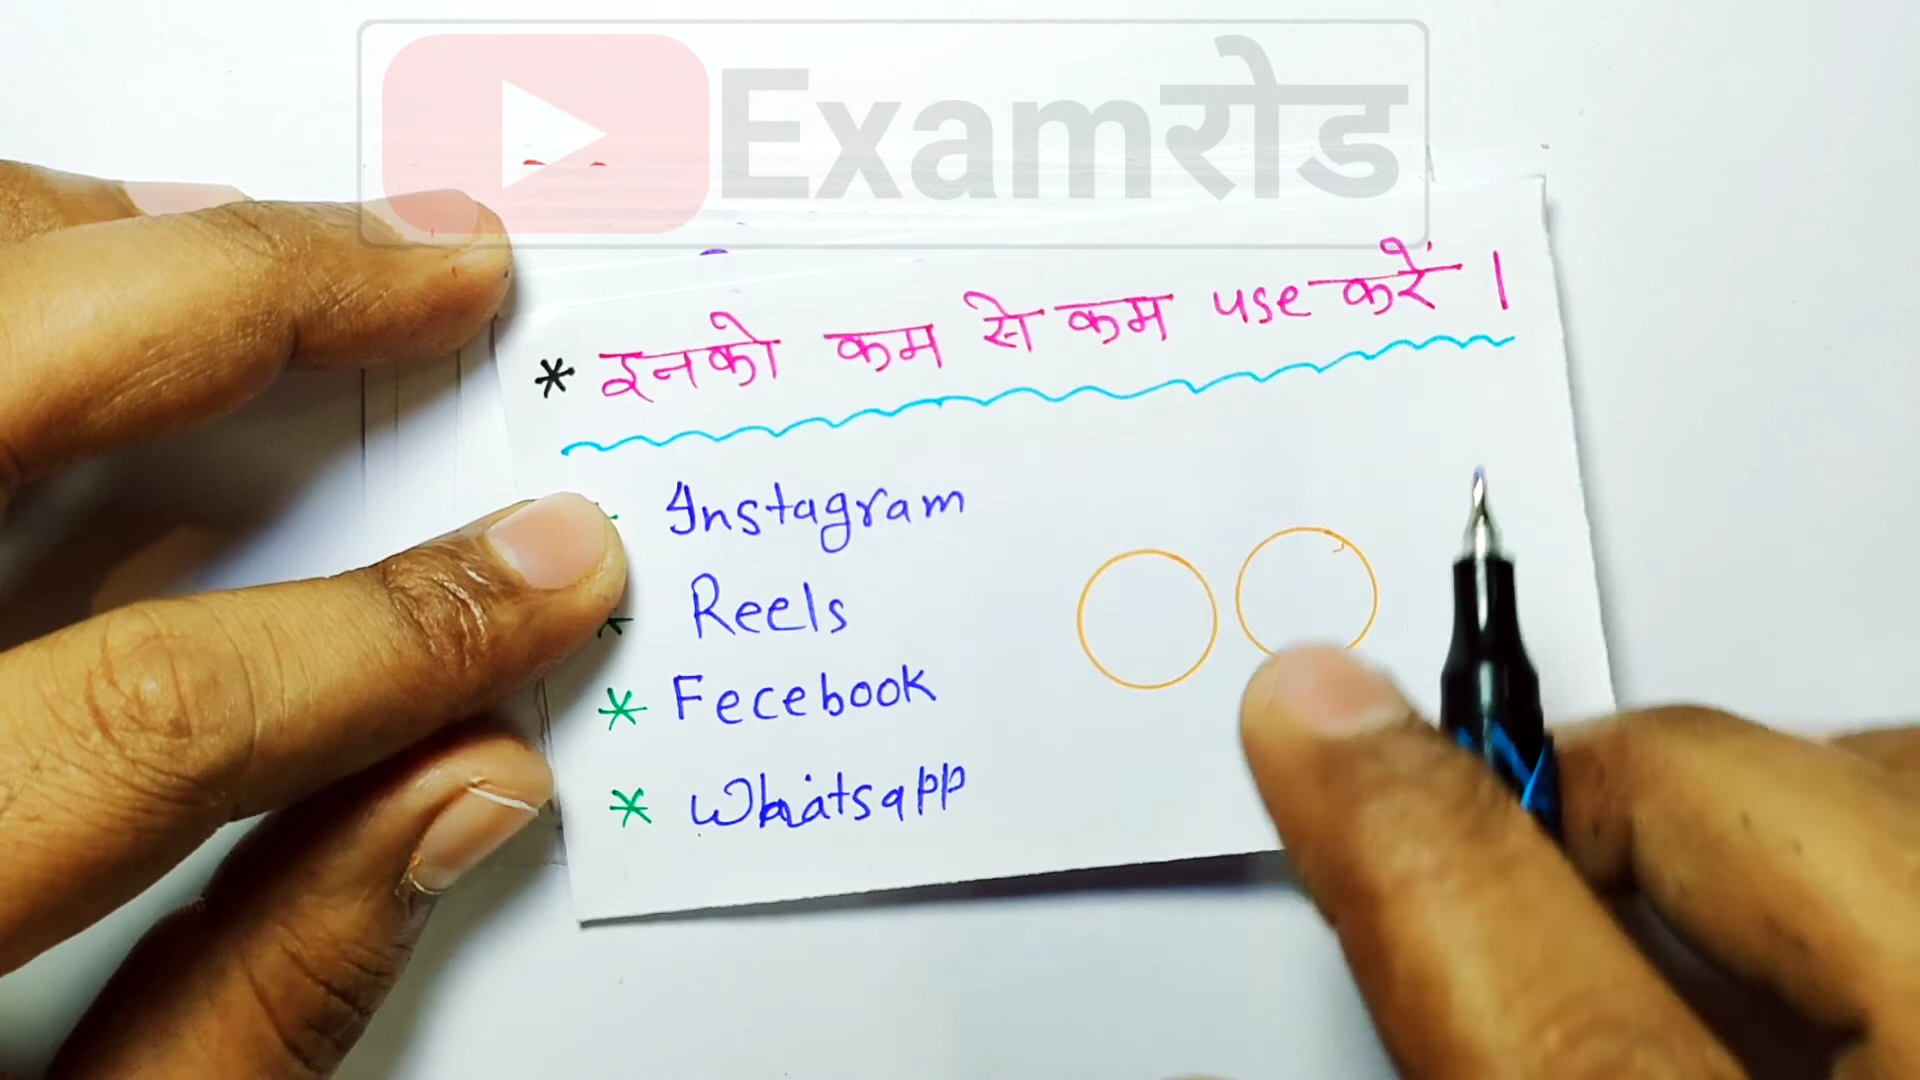 Examरोड
* इनको कम से कम use करें ।
Instagram
* Reels
* Fecebook
* Whatsapp